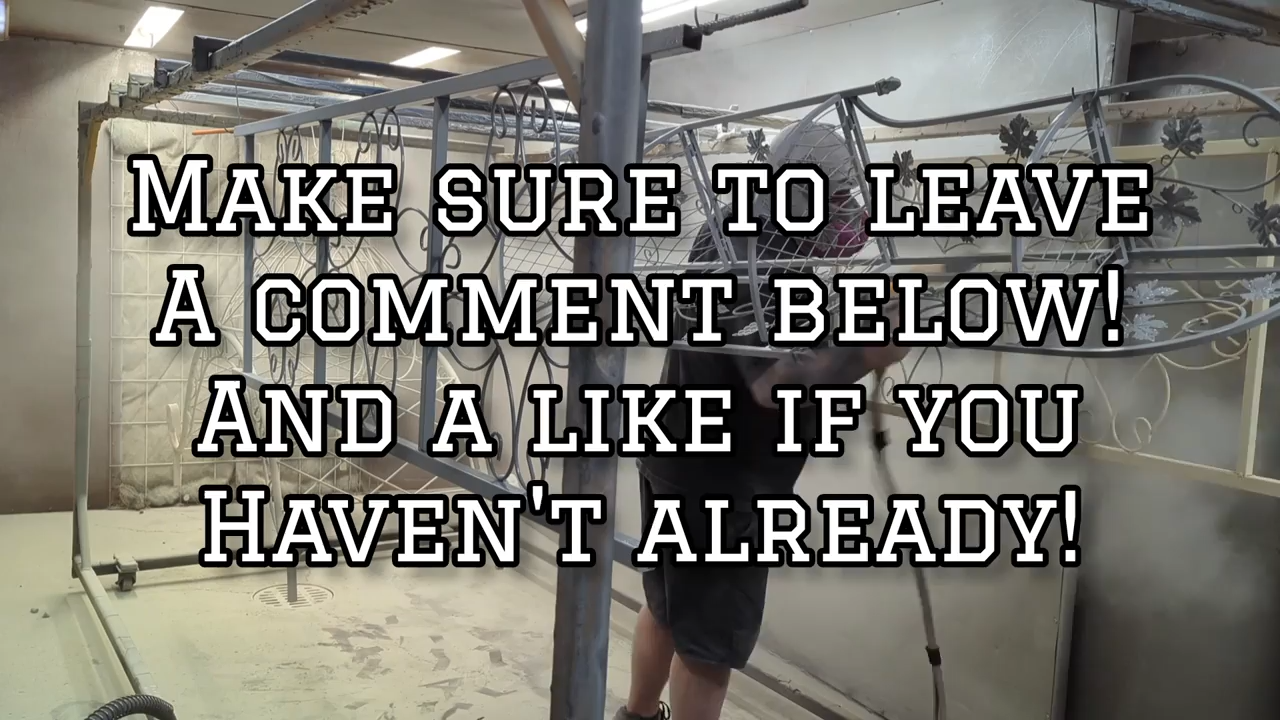 Make sure to leave
a comment below!
And a like if you
Haven't already!